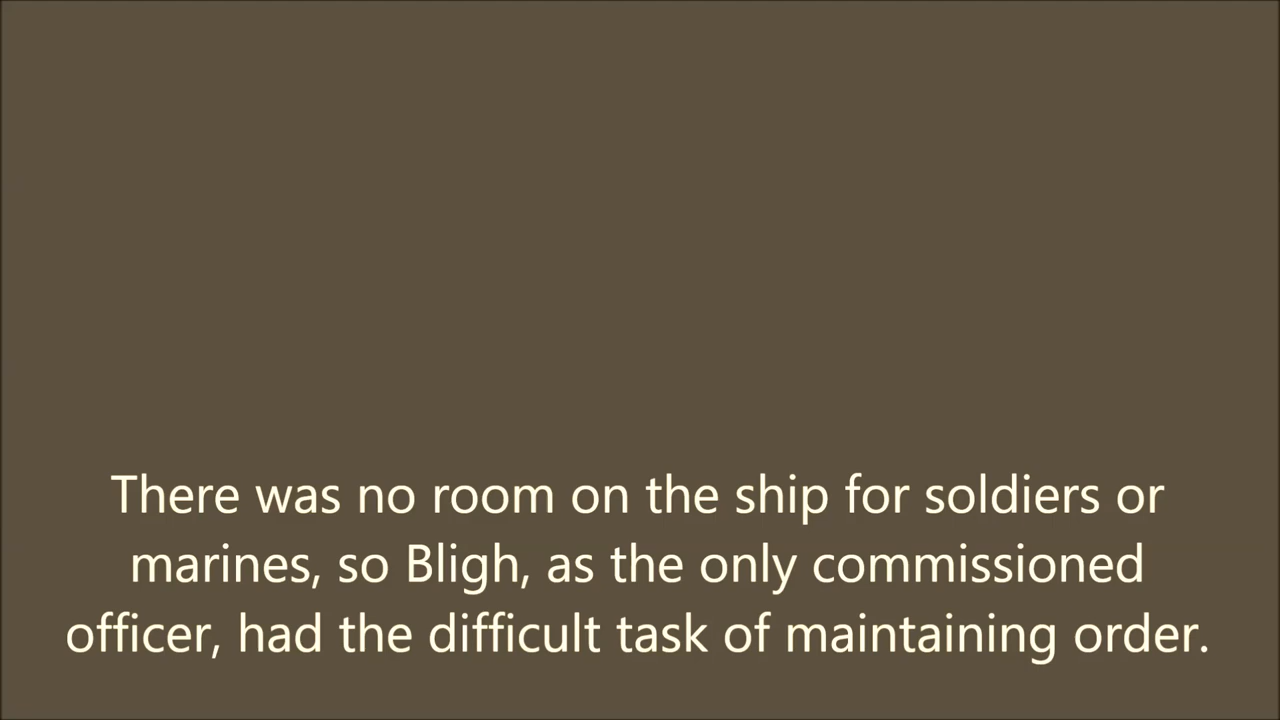 There was no room on the ship for soldiers or
marines, so Bligh, as the only commissioned
officer, had the difficult task of maintaining order.